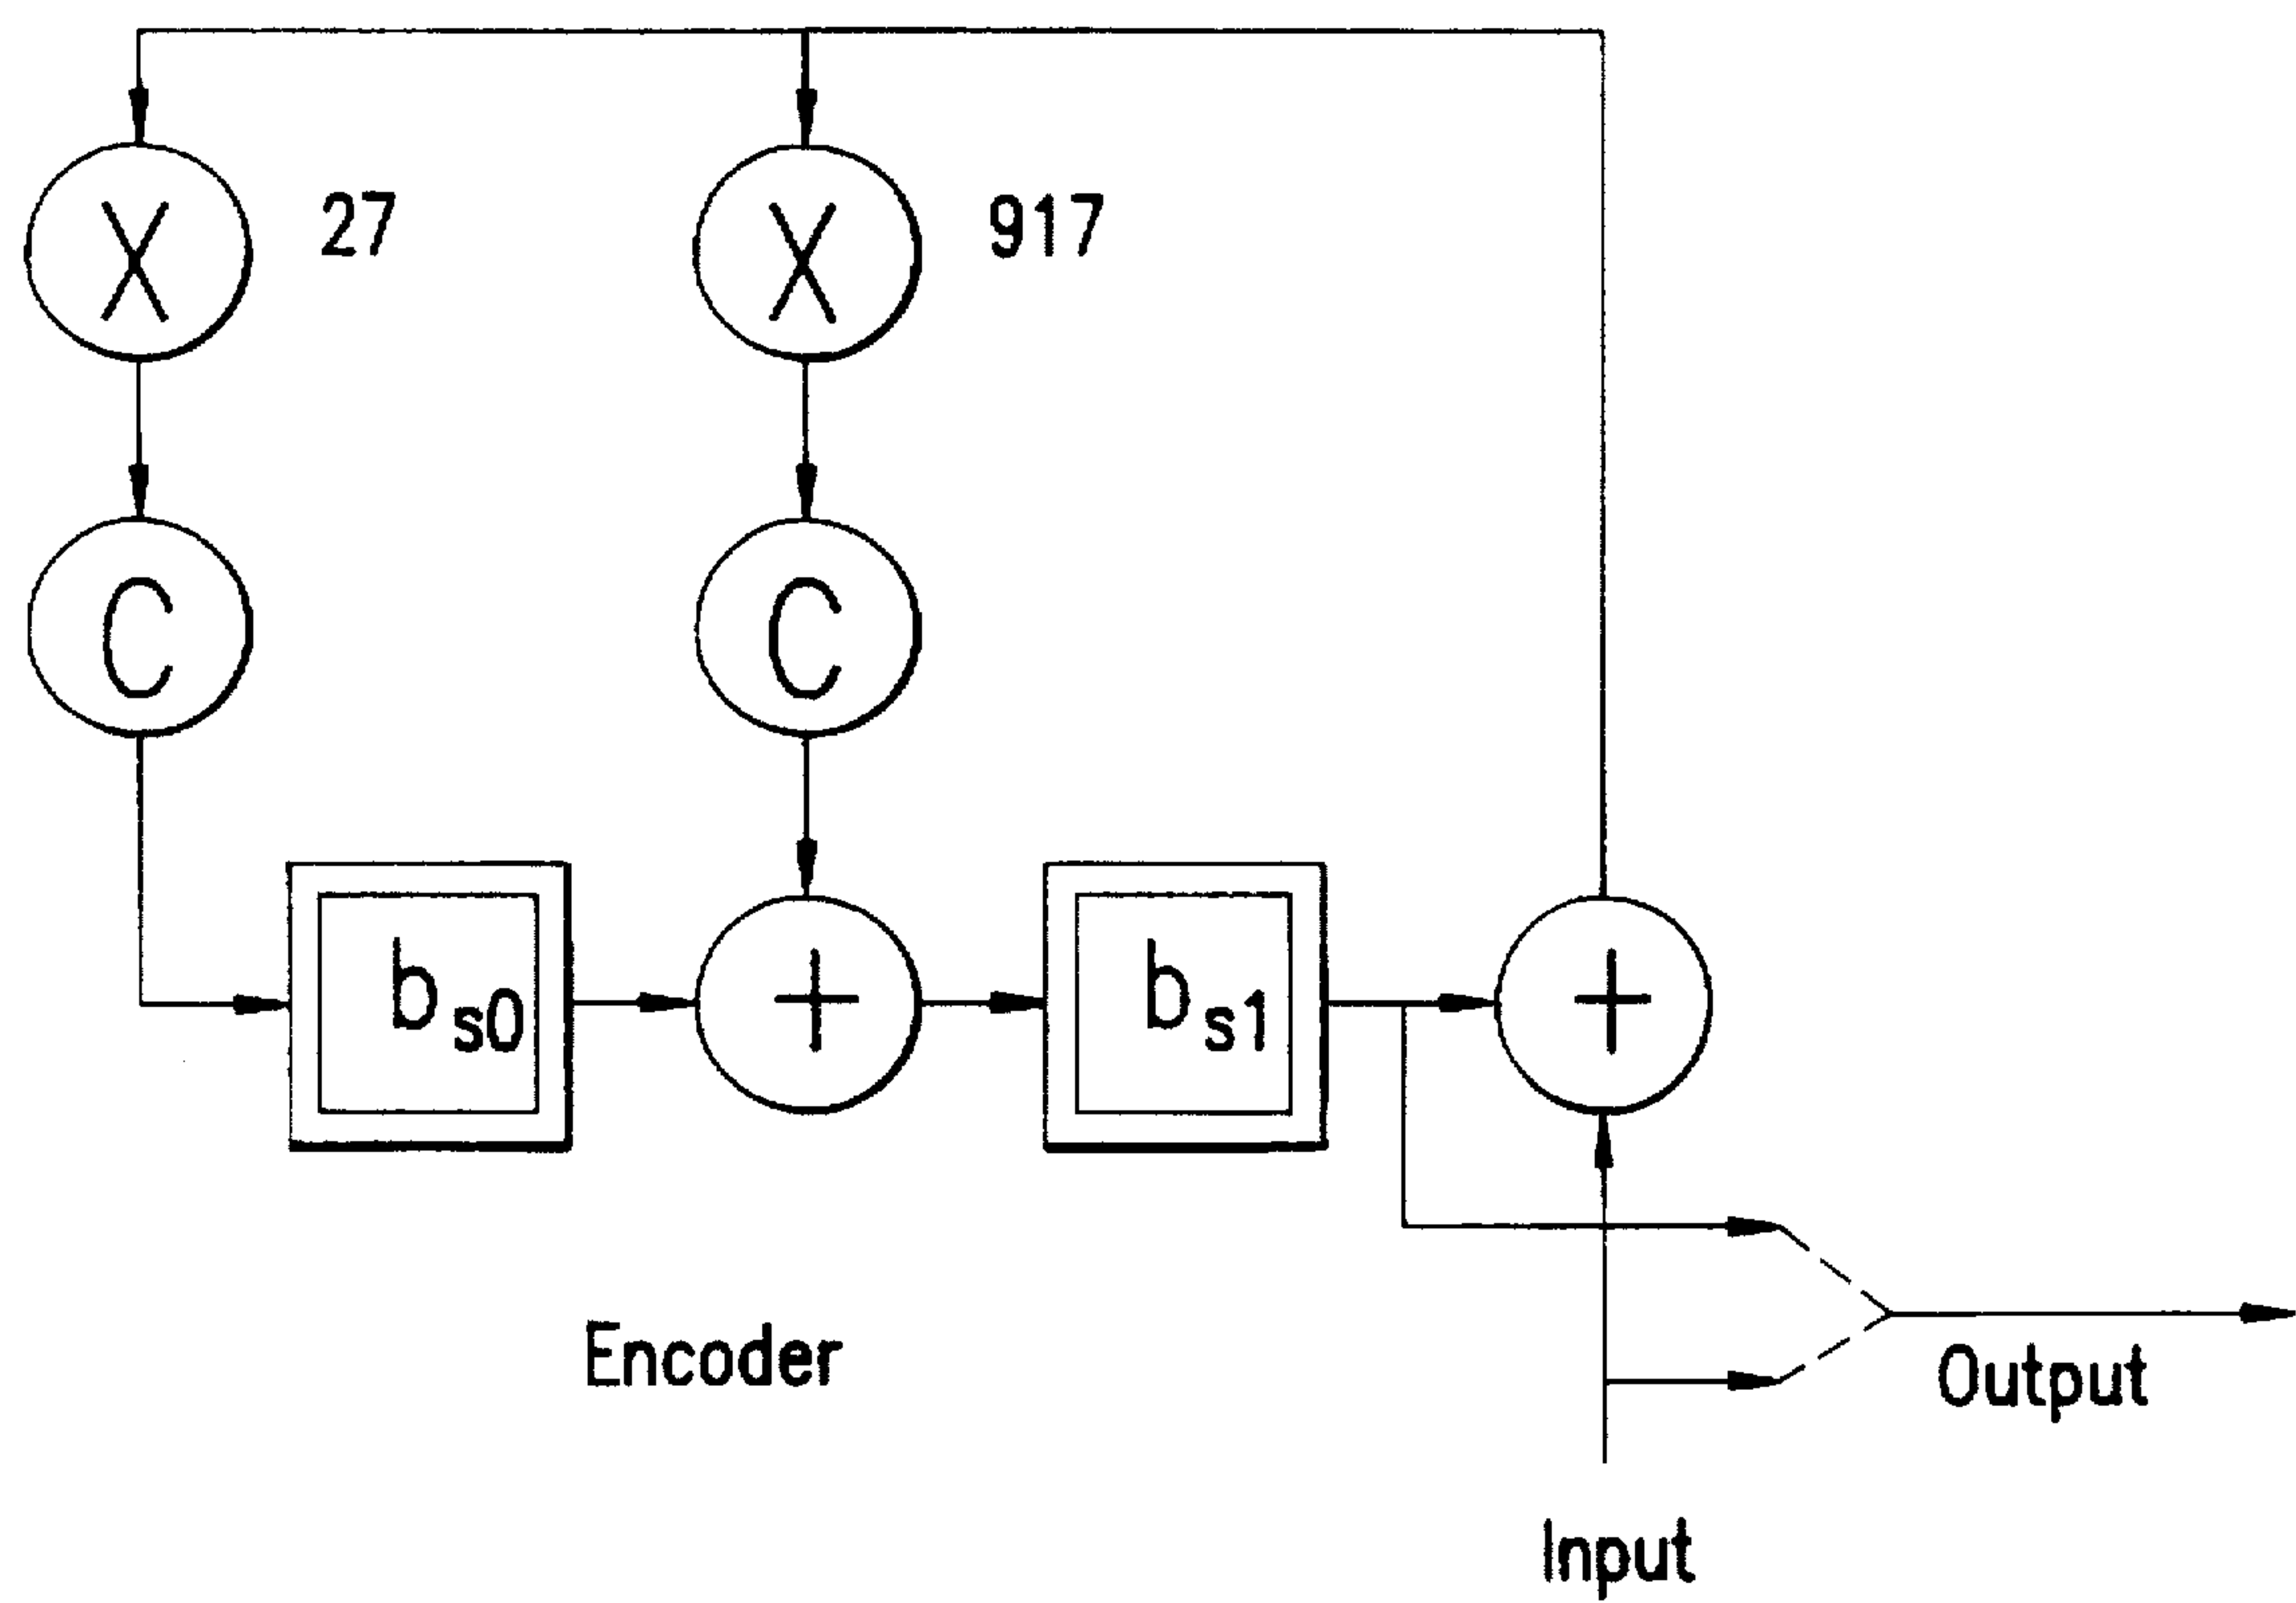 X 27 X 917
C C
b s0 + b s1 +
Encoder
Output
Input